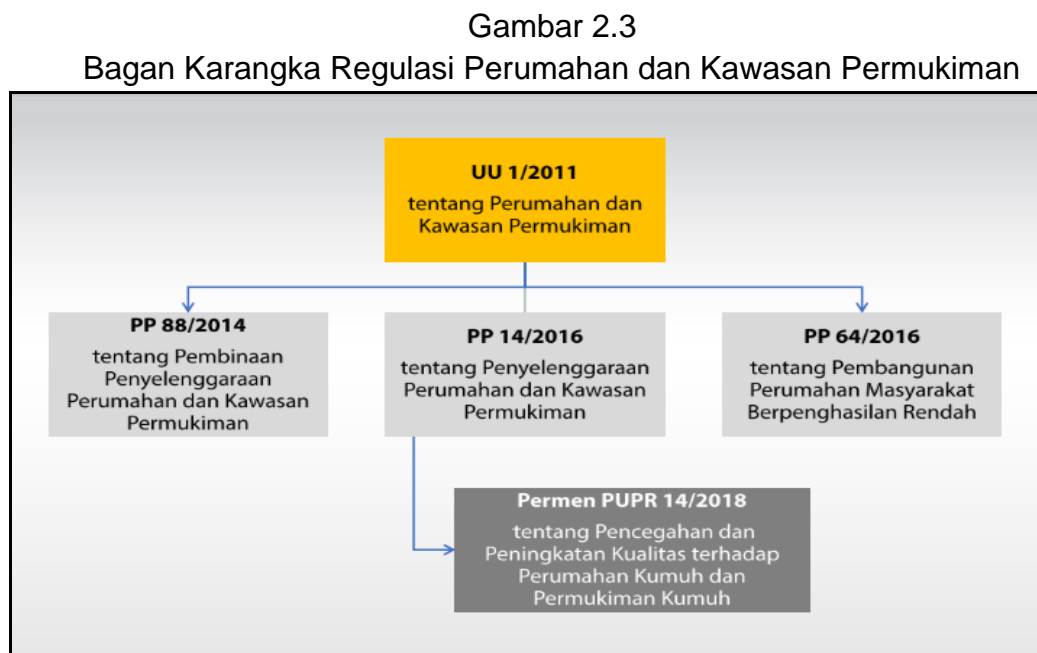 Gambar 2.3
Bagan Karangka Regulasi Perumahan dan Kawasan Permukiman
UU 1/2011
tentang Perumahan dan
Kawasan Permukiman
PP 88/2014
tentang Pembinaan
Penyelenggaraan
Perumahan dan Kawasan
Permukiman
PP 14/2016
tentang Penyelenggaraan
Perumahan dan Kawasan
Permukiman
PP 64/2016
tentang Pembangunan
Perumahan Masyarakat
Berpenghasilan Rendah
Permen PUPR 14/2018
tentang Pencegahan dan
Peningkatan Kualitas terhadap
Perumahan Kumuh dan
Permukiman Kumuh